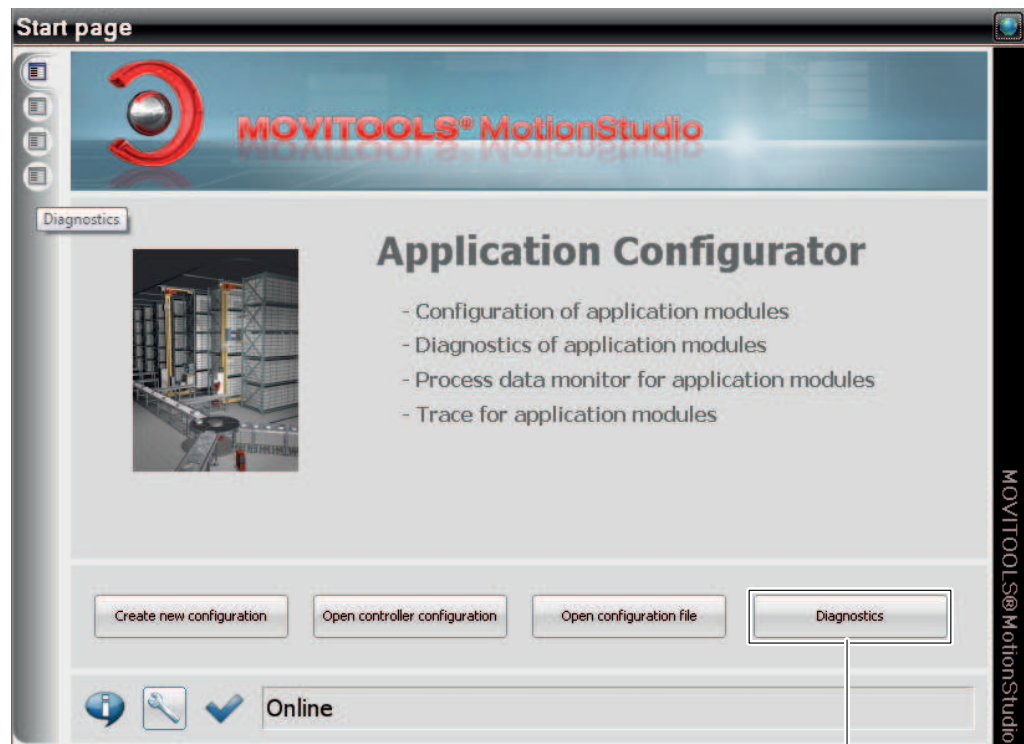 Start page
MOVITOOLS® MotionStudio
Diagnostics
Application Configurator
- Configuration of application modules
- Diagnostics of application modules
- Process data monitor for application modules
- Trace for application modules
Create new configuration
Open controller configuration
Open configuration file
Diagnostics
Online
MOVITOOLS®MotionStudio